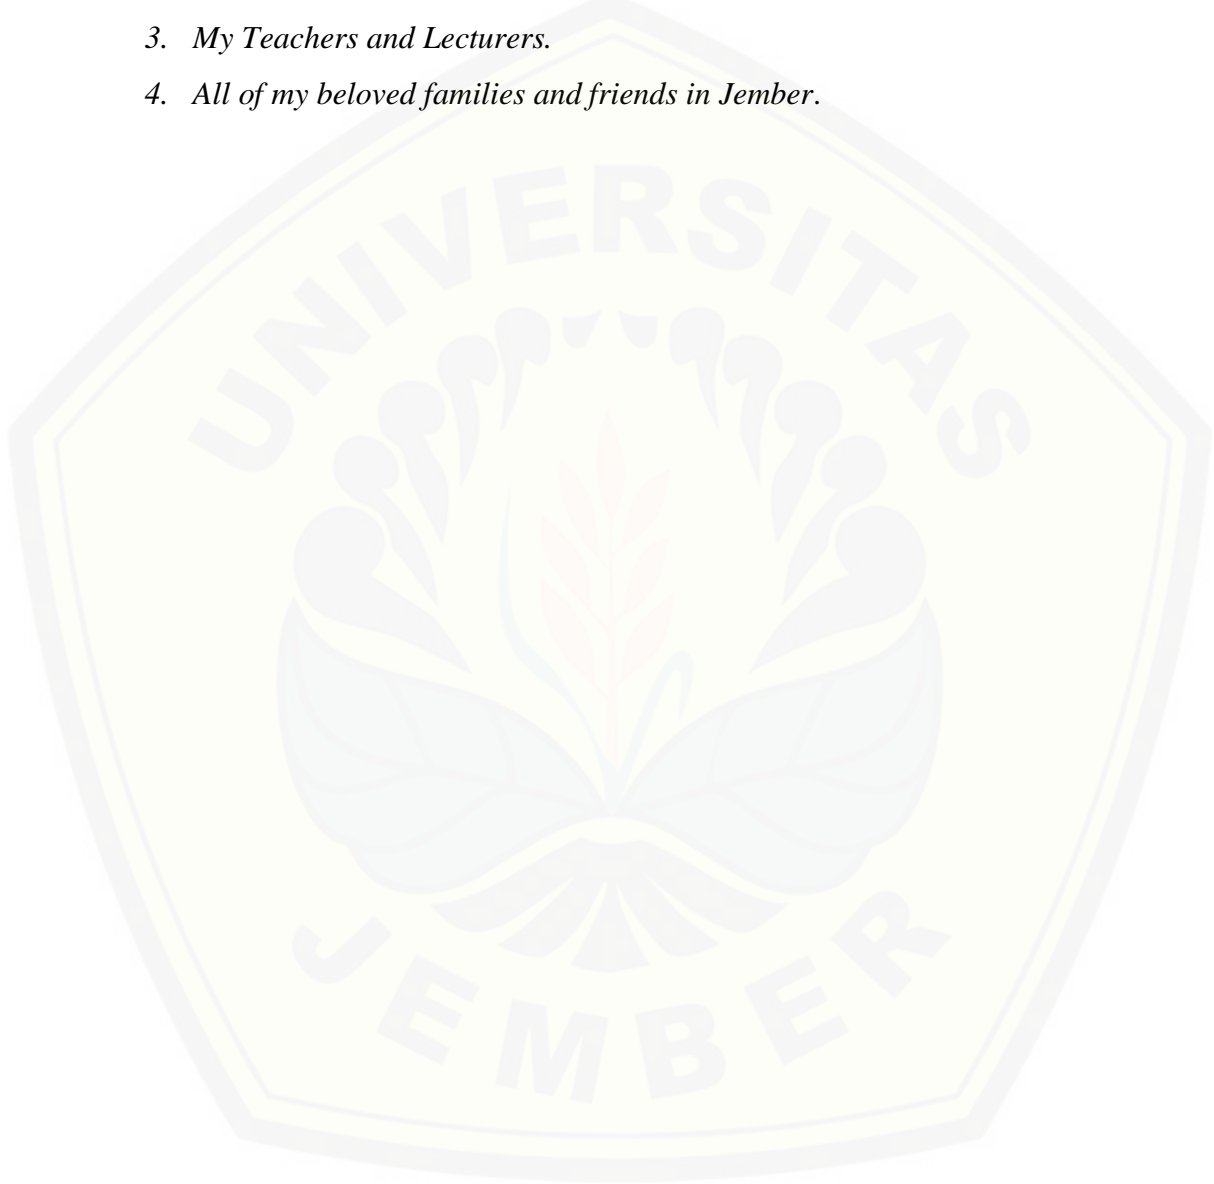 3. My Teachers and Lecturers.
4. All of my beloved families and friends in Jember.
UNIVERSITAS
JEMBER